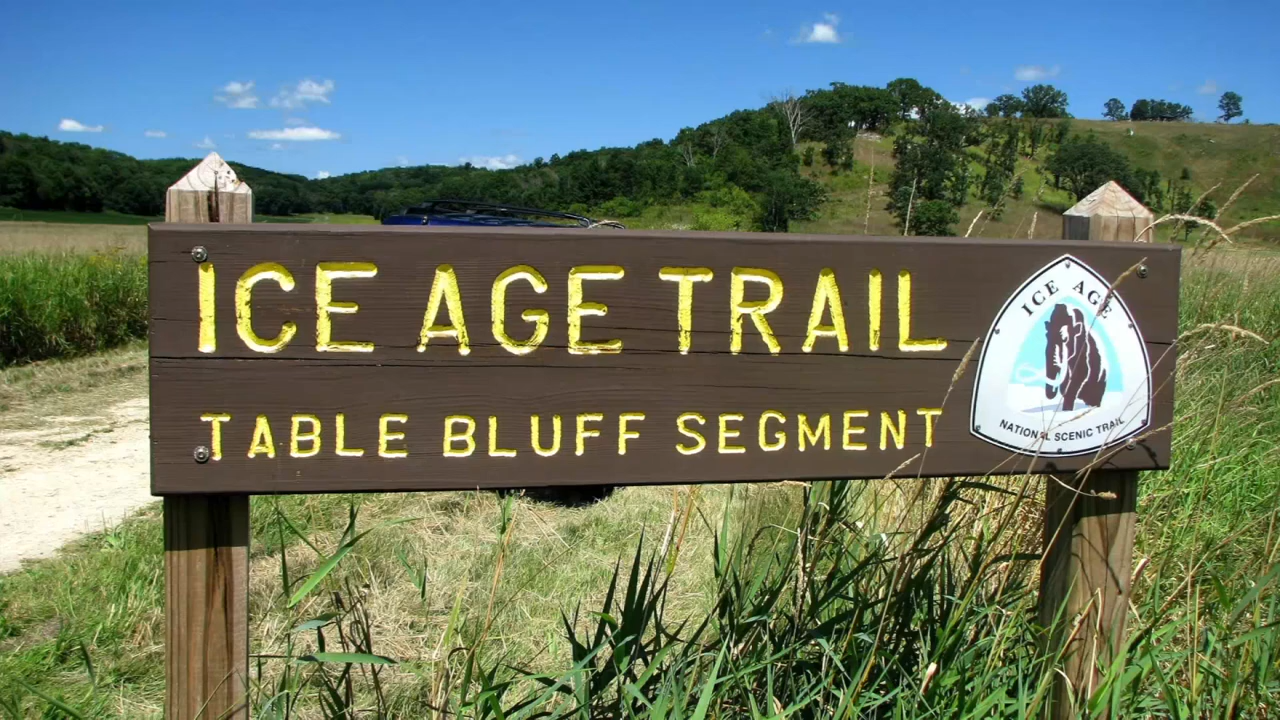 ICE AGE TRAIL
TABLE BLUFF SEGMENT
ICE AGE
NATIONAL SCENIC TRAIL